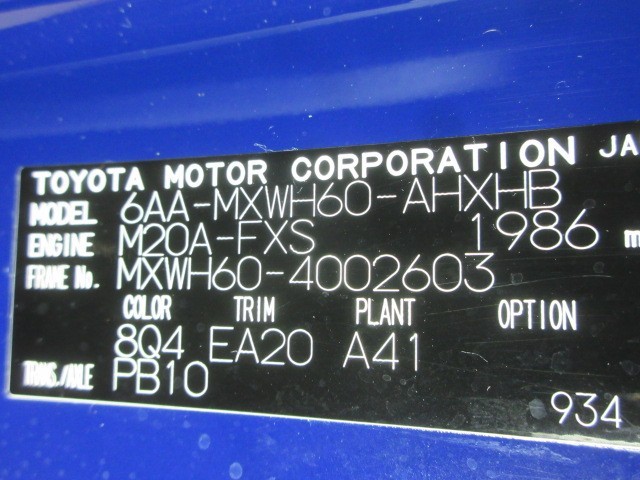 TOYOTA MOTOR CORPORATION JA
MODEL 6AA-MXWH60-AHXHB
ENGINE M20A-FXS 1986 m
FRAME No. MXWH60-4002603
COLOR TRIM PLANT OPTION
8Q4 EA20 A41
TRANS./AXLE PB10
934